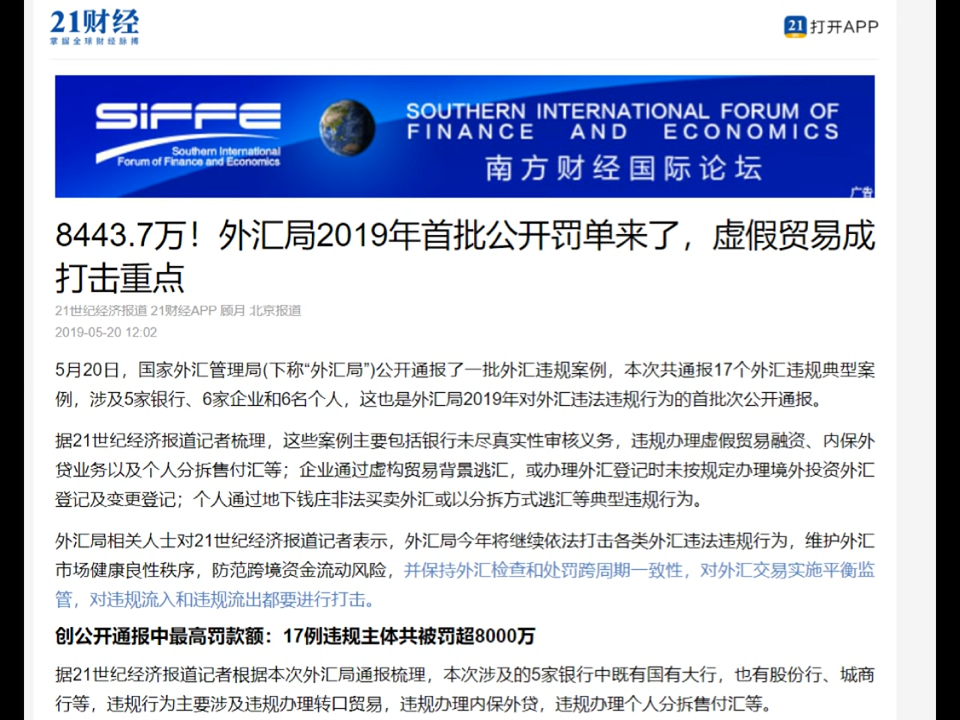 21财经
掌握全球财经脉搏
21 打开APP
SIFFE
Southern International
Forum of Finance and Economics
SOUTHERN INTERNATIONAL FORUM OF
FINANCE AND ECONOMICS
南方财经国际论坛
广告
8443.7万！外汇局2019年首批公开罚单来了，虚假贸易成
打击重点
21世纪经济报道 21财经APP 顾月 北京报道
2019-05-20 12:02
5月20日，国家外汇管理局(下称“外汇局”)公开通报了一批外汇违规案例，本次共通报17个外汇违规典型案
例，涉及5家银行、6家企业和6名个人，这也是外汇局2019年对外汇违法违规行为的首批次公开通报。
据21世纪经济报道记者梳理，这些案例主要包括银行未尽真实性审核义务，违规办理虚假贸易融资、内保外
贷业务以及个人分拆售付汇等；企业通过虚构贸易背景逃汇，或办理外汇登记时未按规定办理境外投资外汇
登记及变更登记；个人通过地下钱庄非法买卖外汇或以分拆方式逃汇等典型违规行为。
外汇局相关人士对21世纪经济报道记者表示，外汇局今年将继续依法打击各类外汇违法违规行为，维护外汇
市场健康良性秩序，防范跨境资金流动风险，并保持外汇检查和处罚跨周期一致性，对外汇交易实施平衡监
管，对违规流入和违规流出都要进行打击。
创公开通报中最高罚款额：17例违规主体共被罚超8000万
据21世纪经济报道记者根据本次外汇局通报梳理，本次涉及的5家银行中既有国有大行，也有股份行、城商
行等，违规行为主要涉及违规办理转口贸易，违规办理内保外贷，违规办理个人分拆售付汇等。